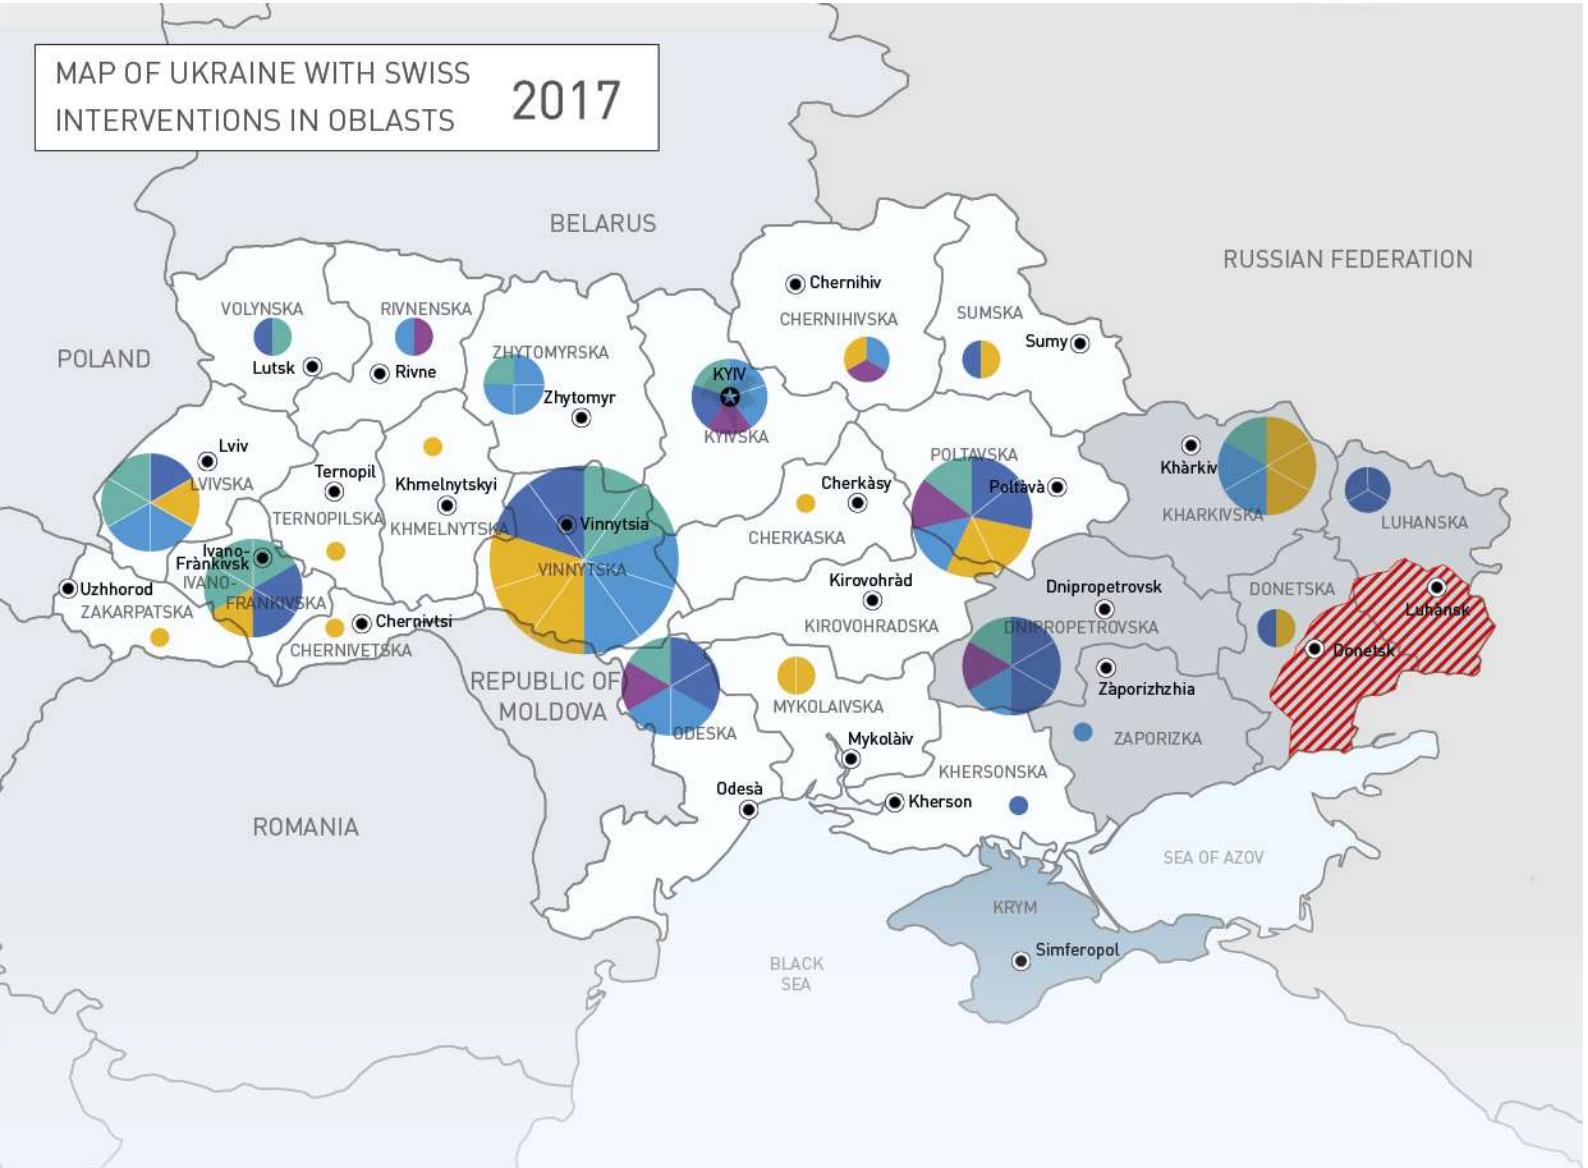 MAP OF UKRAINE WITH SWISS
INTERVENTIONS IN OBLASTS
2017
BELARUS
RUSSIAN FEDERATION
Chernihiv
CHERNIHIVSKA
VOLYNSKA
RIVNENSKA
SUMSKA
Sumy
POLAND
ZHYTOMYRSKA
Lutsk
Rivne
KYIV
Zhytomyr
KYIVSKA
Lviv
LVIVSKA
Ternopil
TERNOPILSKA
Khmelnytskyi
KHMELNYTSKA
Vinnytsia
VINNYTSKA
Cherkàsy
CHERKASKA
POLTAVSKA
Poltàvà
Khàrkiv
KHARKIVSKA
LUHANSKA
Ivano-
Frànkivsk
IVANO-
FRANKIVSKA
Uzhhorod
ZAKARPATSKA
Chernivtsi
CHERNIVETSKA
Kirovohràd
KIROVOHRADSKA
Dnipropetrovsk
DNIPROPETROVSKA
DONETSKA
Luhànsk
Donetsk
REPUBLIC OF
MOLDOVA
ODESKA
MYKOLAIVSKA
Zàporizhzhia
ZAPORIZKA
Mykolàiv
KHERSONSKA
Odesà
Kherson
ROMANIA
SEA OF AZOV
KRYM
Simferopol
BLACK
SEA